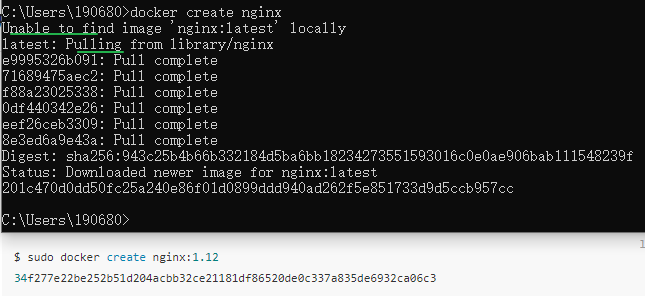 C:\Users\190680>docker create nginx
Unable to find image 'nginx:latest' locally
latest: Pulling from library/nginx
e9995326b091: Pull complete
71689475aec2: Pull complete
f88a23025338: Pull complete
0df440342e26: Pull complete
eef26ceb3309: Pull complete
8e3ed6a9e43a: Pull complete
Digest: sha256:943c25b4b66b332184d5ba6bb18234273551593016c0e0ae906bab111548239f
Status: Downloaded newer image for nginx:latest
201c470d0dd50fc25a240e86f01d0899ddd940ad262f5e851733d9d5ccb957cc
C:\Users\190680>
1
$ sudo docker create nginx:1.12
34f277e22be252b51d204acbb32ce21181df86520de0c337a835de6932ca06c3